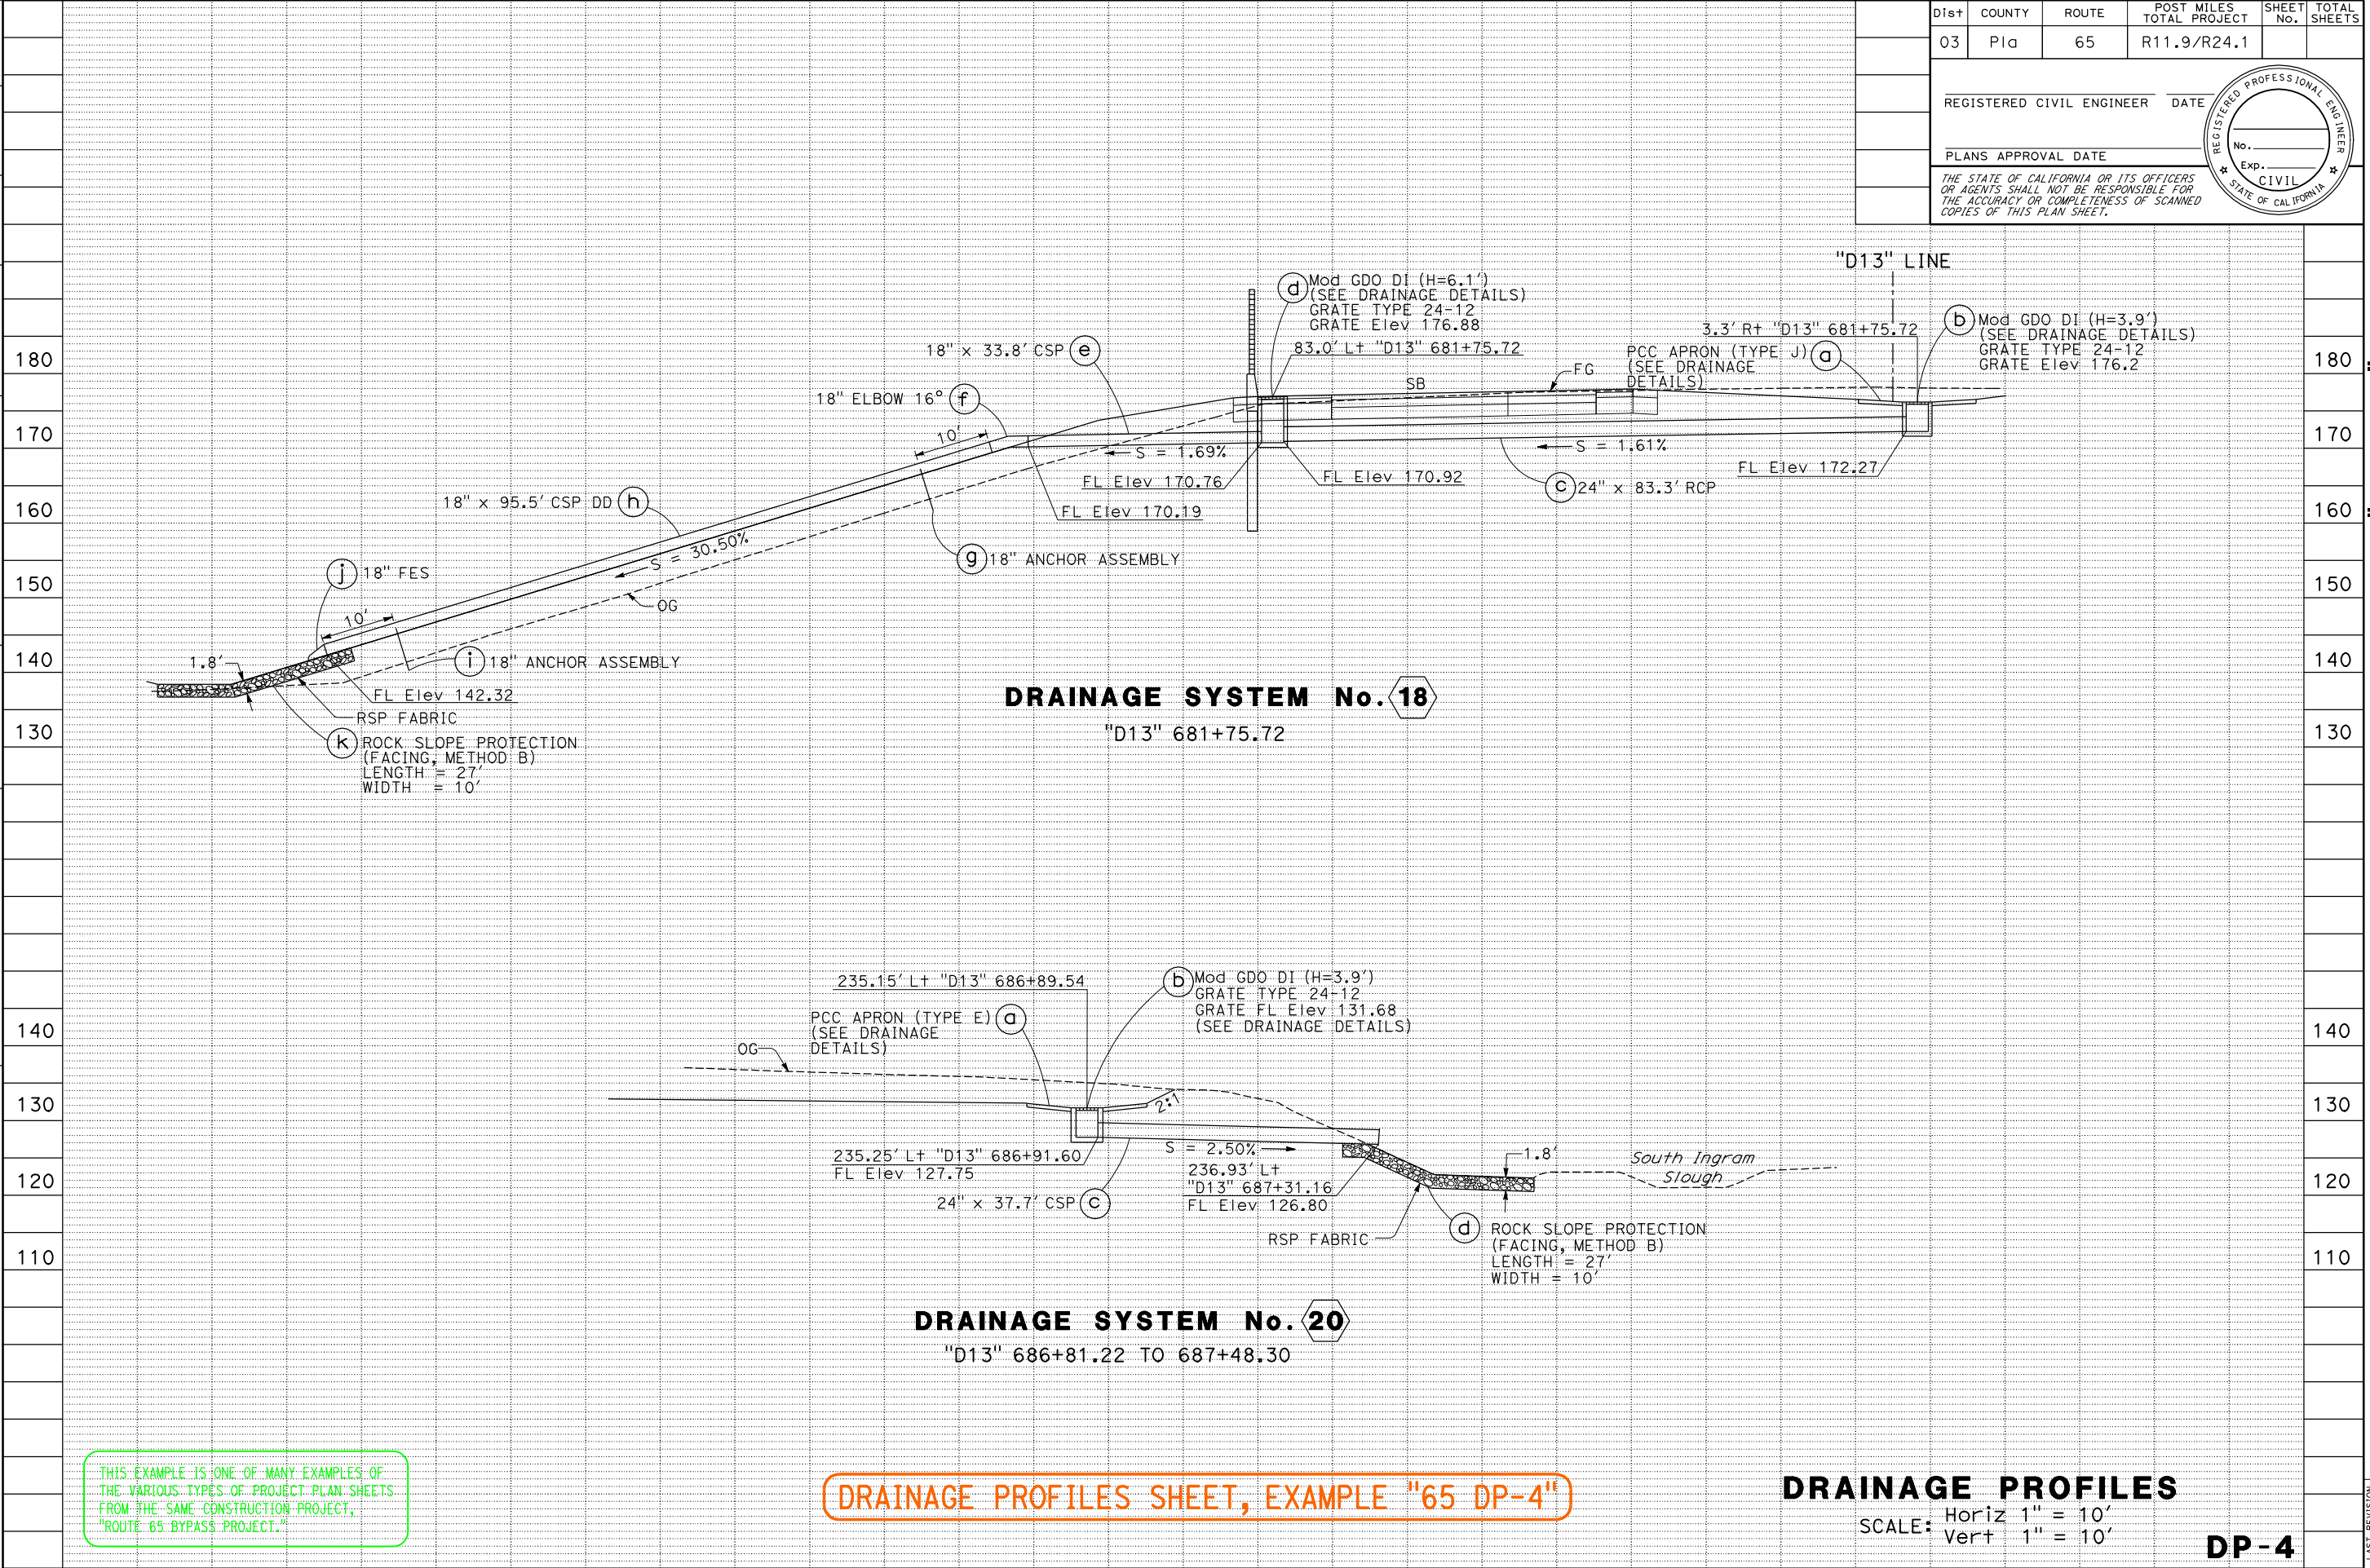 Dist COUNTY ROUTE POST MILES TOTAL PROJECT SHEET No. TOTAL SHEETS
03 Pla 65 R11.9/R24.1
REGISTERED CIVIL ENGINEER DATE
PLANS APPROVAL DATE
THE STATE OF CALIFORNIA OR ITS OFFICERS
OR AGENTS SHALL NOT BE RESPONSIBLE FOR
THE ACCURACY OR COMPLETENESS OF SCANNED
COPIES OF THIS PLAN SHEET.
REGISTERED PROFESSIONAL ENGINEER
No.
Exp.
CIVIL
STATE OF CALIFORNIA
"D13" LINE
d Mod GDO DI (H=6.1')
(SEE DRAINAGE DETAILS)
GRATE TYPE 24-12
GRATE Elev 176.88
83.0' Lt "D13" 681+75.72
3.3' Rt "D13" 681+75.72
b Mod GDO DI (H=3.9')
(SEE DRAINAGE DETAILS)
GRATE TYPE 24-12
GRATE Elev 176.2
PCC APRON (TYPE J) a
(SEE DRAINAGE
DETAILS)
FG
SB
18" x 33.8' CSP e
18" ELBOW 16° f
10'
S = 1.69%
S = 1.61%
FL Elev 170.76
FL Elev 170.92
FL Elev 172.27
FL Elev 170.19
c 24" x 83.3' RCP
18" x 95.5' CSP DD h
S = 30.50%
g 18" ANCHOR ASSEMBLY
j 18" FES
10'
OG
1.8'
i 18" ANCHOR ASSEMBLY
FL Elev 142.32
RSP FABRIC
k ROCK SLOPE PROTECTION
(FACING, METHOD B)
LENGTH = 27'
WIDTH = 10'
180 180
170 170
160 160
150 150
140 140
130 130
DRAINAGE SYSTEM No. 18
"D13" 681+75.72
235.15' Lt "D13" 686+89.54
b Mod GDO DI (H=3.9')
GRATE TYPE 24-12
GRATE FL Elev 131.68
(SEE DRAINAGE DETAILS)
PCC APRON (TYPE E) a
(SEE DRAINAGE
DETAILS)
OG
2:1
235.25' Lt "D13" 686+91.60
FL Elev 127.75
S = 2.50%
236.93' Lt
"D13" 687+31.16
FL Elev 126.80
24" x 37.7' CSP c
1.8'
South Ingram
Slough
RSP FABRIC
d ROCK SLOPE PROTECTION
(FACING, METHOD B)
LENGTH = 27'
WIDTH = 10'
140 140
130 130
120 120
110 110
DRAINAGE SYSTEM No. 20
"D13" 686+81.22 TO 687+48.30
THIS EXAMPLE IS ONE OF MANY EXAMPLES OF
THE VARIOUS TYPES OF PROJECT PLAN SHEETS
FROM THE SAME CONSTRUCTION PROJECT,
"ROUTE 65 BYPASS PROJECT."
DRAINAGE PROFILES SHEET, EXAMPLE "65 DP-4"
DRAINAGE PROFILES
SCALE: Horiz 1" = 10'
Vert 1" = 10'
DP-4